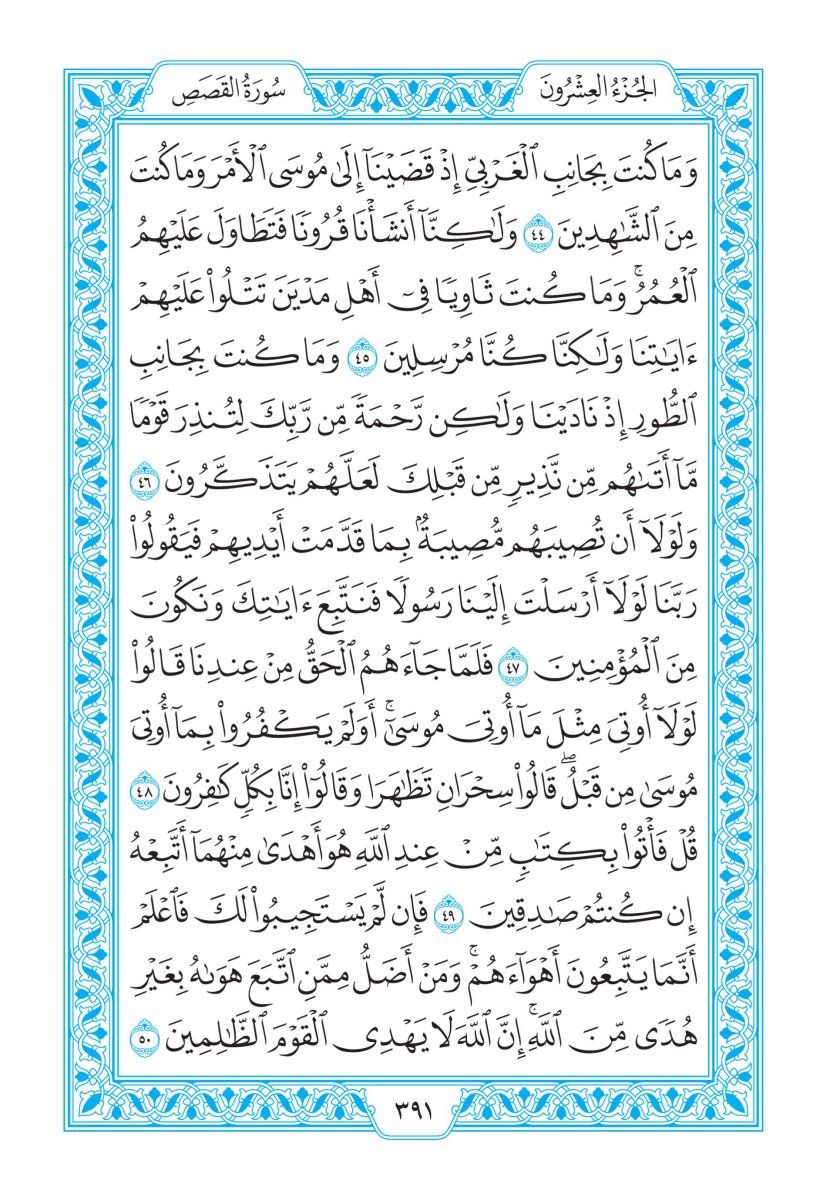 الجُزْءُ العِشْرُونَ
سُورَةُ القَصَصِ
وَمَا كُنتَ بِجَانِبِ ٱلْغَرْبِيِّ إِذْ قَضَيْنَآ إِلَىٰ مُوسَى ٱلْأَمْرَ وَمَا كُنتَ
مِنَ ٱلشَّٰهِدِينَ ٤٤ وَلَٰكِنَّآ أَنشَأْنَا قُرُونًا فَتَطَاوَلَ عَلَيْهِمُ
ٱلْعُمُرُۚ وَمَا كُنتَ ثَاوِيًا فِيٓ أَهْلِ مَدْيَنَ تَتْلُوا۟ عَلَيْهِمْ
ءَايَٰتِنَا وَلَٰكِنَّا كُنَّا مُرْسِلِينَ ٤٥ وَمَا كُنتَ بِجَانِبِ
ٱلطُّورِ إِذْ نَادَيْنَا وَلَٰكِن رَّحْمَةً مِّن رَّبِّكَ لِتُنذِرَ قَوْمًا
مَّآ أَتَىٰهُم مِّن نَّذِيرٍ مِّن قَبْلِكَ لَعَلَّهُمْ يَتَذَكَّرُونَ ٤٦
وَلَوْلَآ أَن تُصِيبَهُم مُّصِيبَةٌۢ بِمَا قَدَّمَتْ أَيْدِيهِمْ فَيَقُولُوا۟
رَبَّنَا لَوْلَآ أَرْسَلْتَ إِلَيْنَا رَسُولًا فَنَتَّبِعَ ءَايَٰتِكَ وَنَكُونَ
مِنَ ٱلْمُؤْمِنِينَ ٤٧ فَلَمَّا جَآءَهُمُ ٱلْحَقُّ مِنْ عِندِنَا قَالُوا۟
لَوْلَآ أُوتِيَ مِثْلَ مَآ أُوتِيَ مُوسَىٰٓۚ أَوَلَمْ يَكْفُرُوا۟ بِمَآ أُوتِيَ
مُوسَىٰ مِن قَبْلُۖ قَالُوا۟ سِحْرَانِ تَظَٰهَرَا وَقَالُوٓا۟ إِنَّا بِكُلٍّ كَٰفِرُونَ ٤٨
قُلْ فَأْتُوا۟ بِكِتَٰبٍ مِّنْ عِندِ ٱللَّهِ هُوَ أَهْدَىٰ مِنْهُمَآ أَتَّبِعْهُ
إِن كُنتُمْ صَٰدِقِينَ ٤٩ فَإِن لَّمْ يَسْتَجِيبُوا۟ لَكَ فَٱعْلَمْ
أَنَّمَا يَتَّبِعُونَ أَهْوَآءَهُمْۚ وَمَنْ أَضَلُّ مِمَّنِ ٱتَّبَعَ هَوَىٰهُ بِغَيْرِ
هُدًى مِّنَ ٱللَّهِۚ إِنَّ ٱللَّهَ لَا يَهْدِي ٱلْقَوْمَ ٱلظَّٰلِمِينَ ٥٠
٣٩١